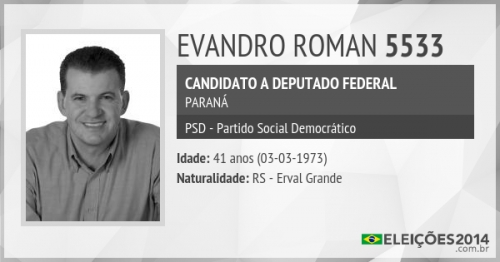 EVANDRO ROMAN 5533
CANDIDATO A DEPUTADO FEDERAL
PARANÁ
PSD - Partido Social Democrático
Idade: 41 anos (03-03-1973)
Naturalidade: RS - Erval Grande
ELEIÇÕES2014
.com.br